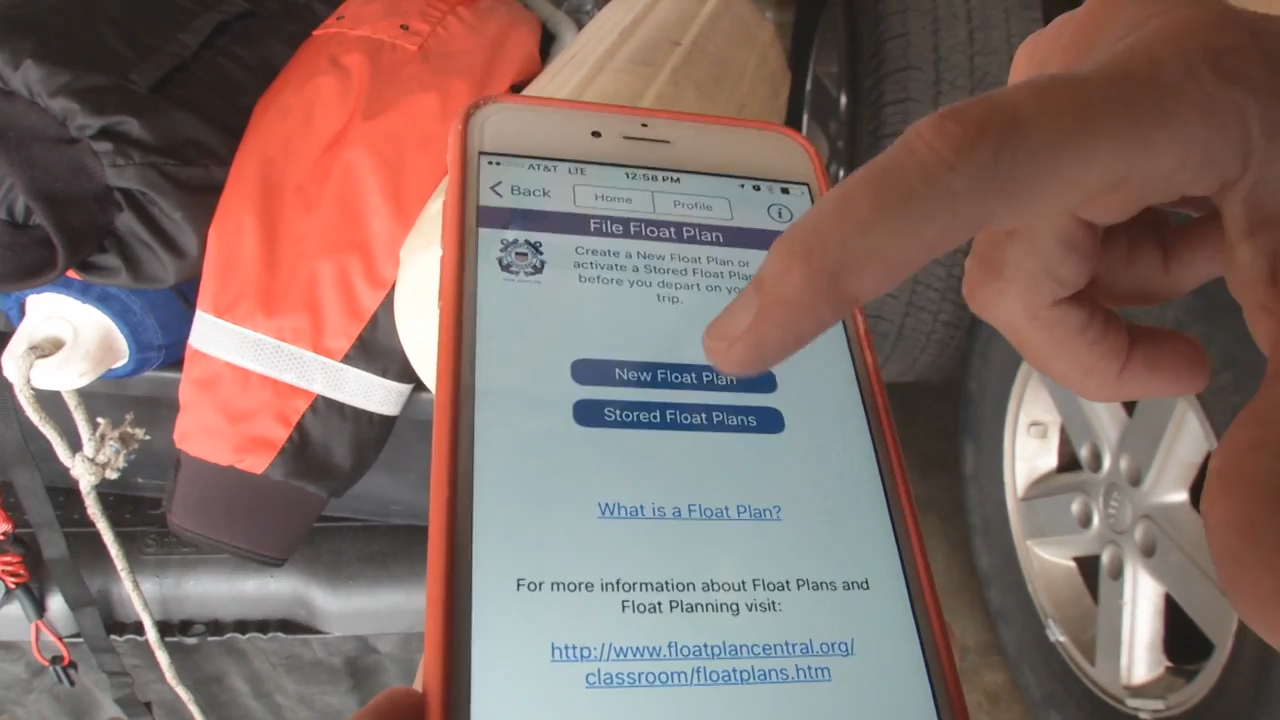 AT&T LTE 12:58 PM
Back Home Profile
File Float Plan
Create a New Float Plan or
activate a Stored Float
before you depart on
trip.
New Float Plan
Stored Float Plans
What is a Float Plan?
For more information about Float Plans and
Float Planning visit:
http://www.floatplancentral.org/
classroom/floatplans.htm